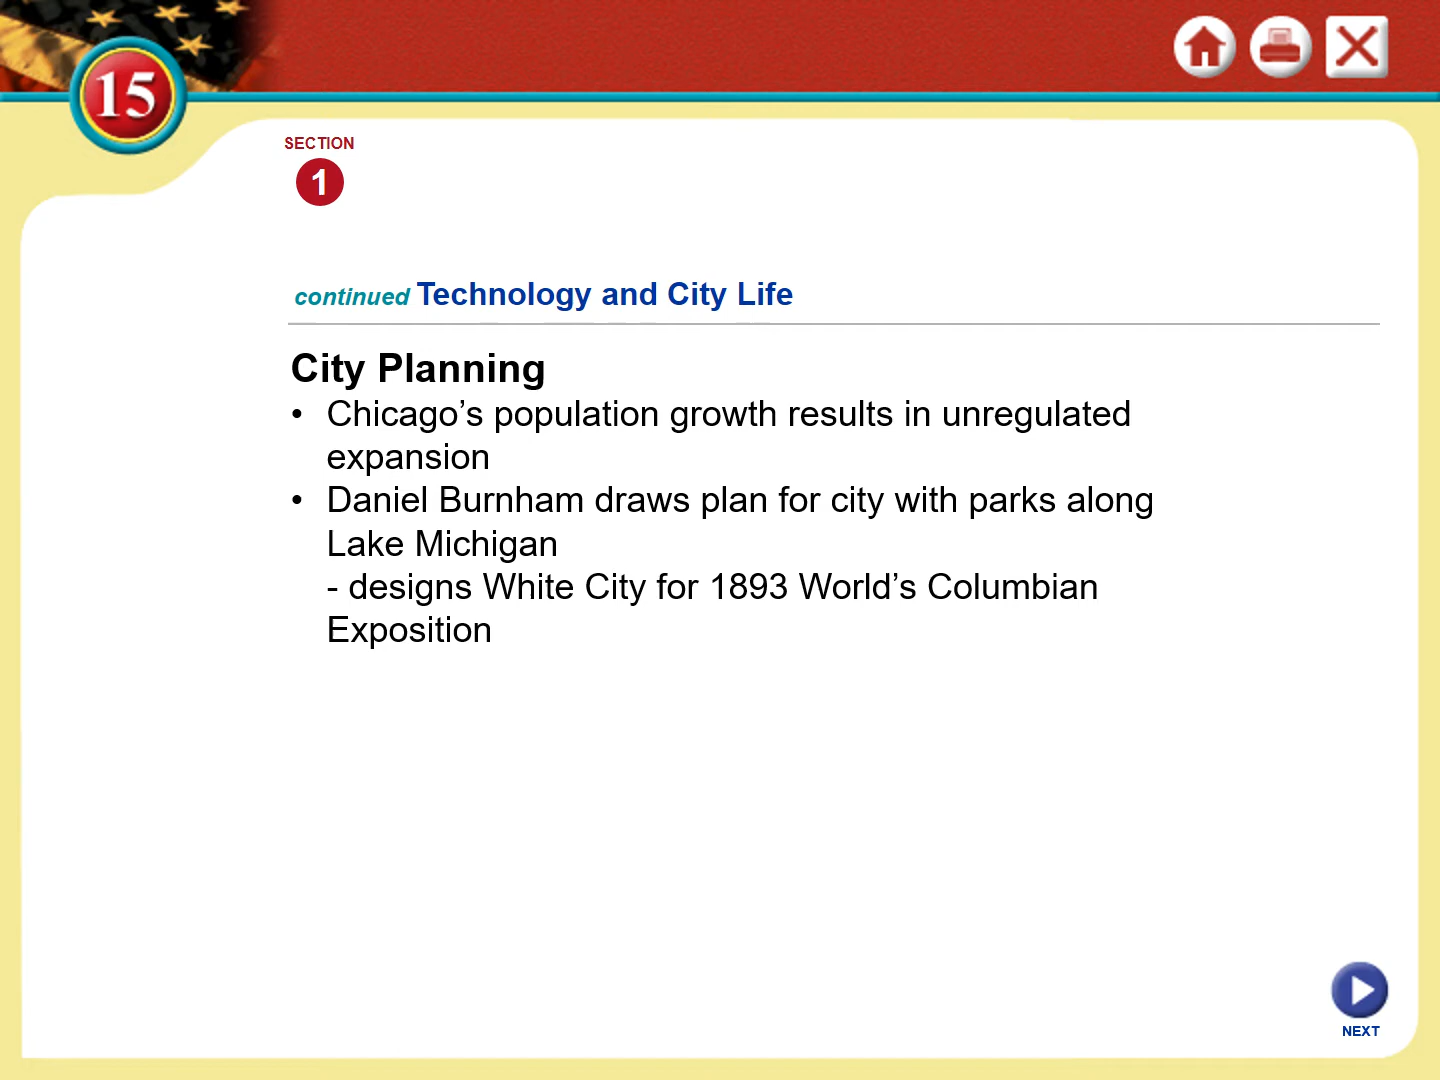 15
SECTION
1
continued Technology and City Life
City Planning
• Chicago’s population growth results in unregulated
expansion
• Daniel Burnham draws plan for city with parks along
Lake Michigan
- designs White City for 1893 World’s Columbian
Exposition
NEXT